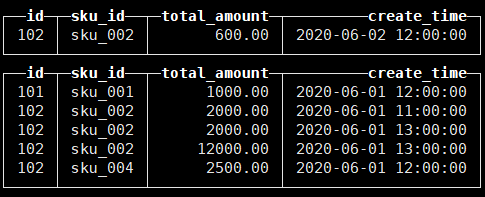 id sku_id total_amount create_time
102 sku_002 600.00 2020-06-02 12:00:00
id sku_id total_amount create_time
101 sku_001 1000.00 2020-06-01 12:00:00
102 sku_002 2000.00 2020-06-01 11:00:00
102 sku_002 2000.00 2020-06-01 13:00:00
102 sku_002 12000.00 2020-06-01 13:00:00
102 sku_004 2500.00 2020-06-01 12:00:00